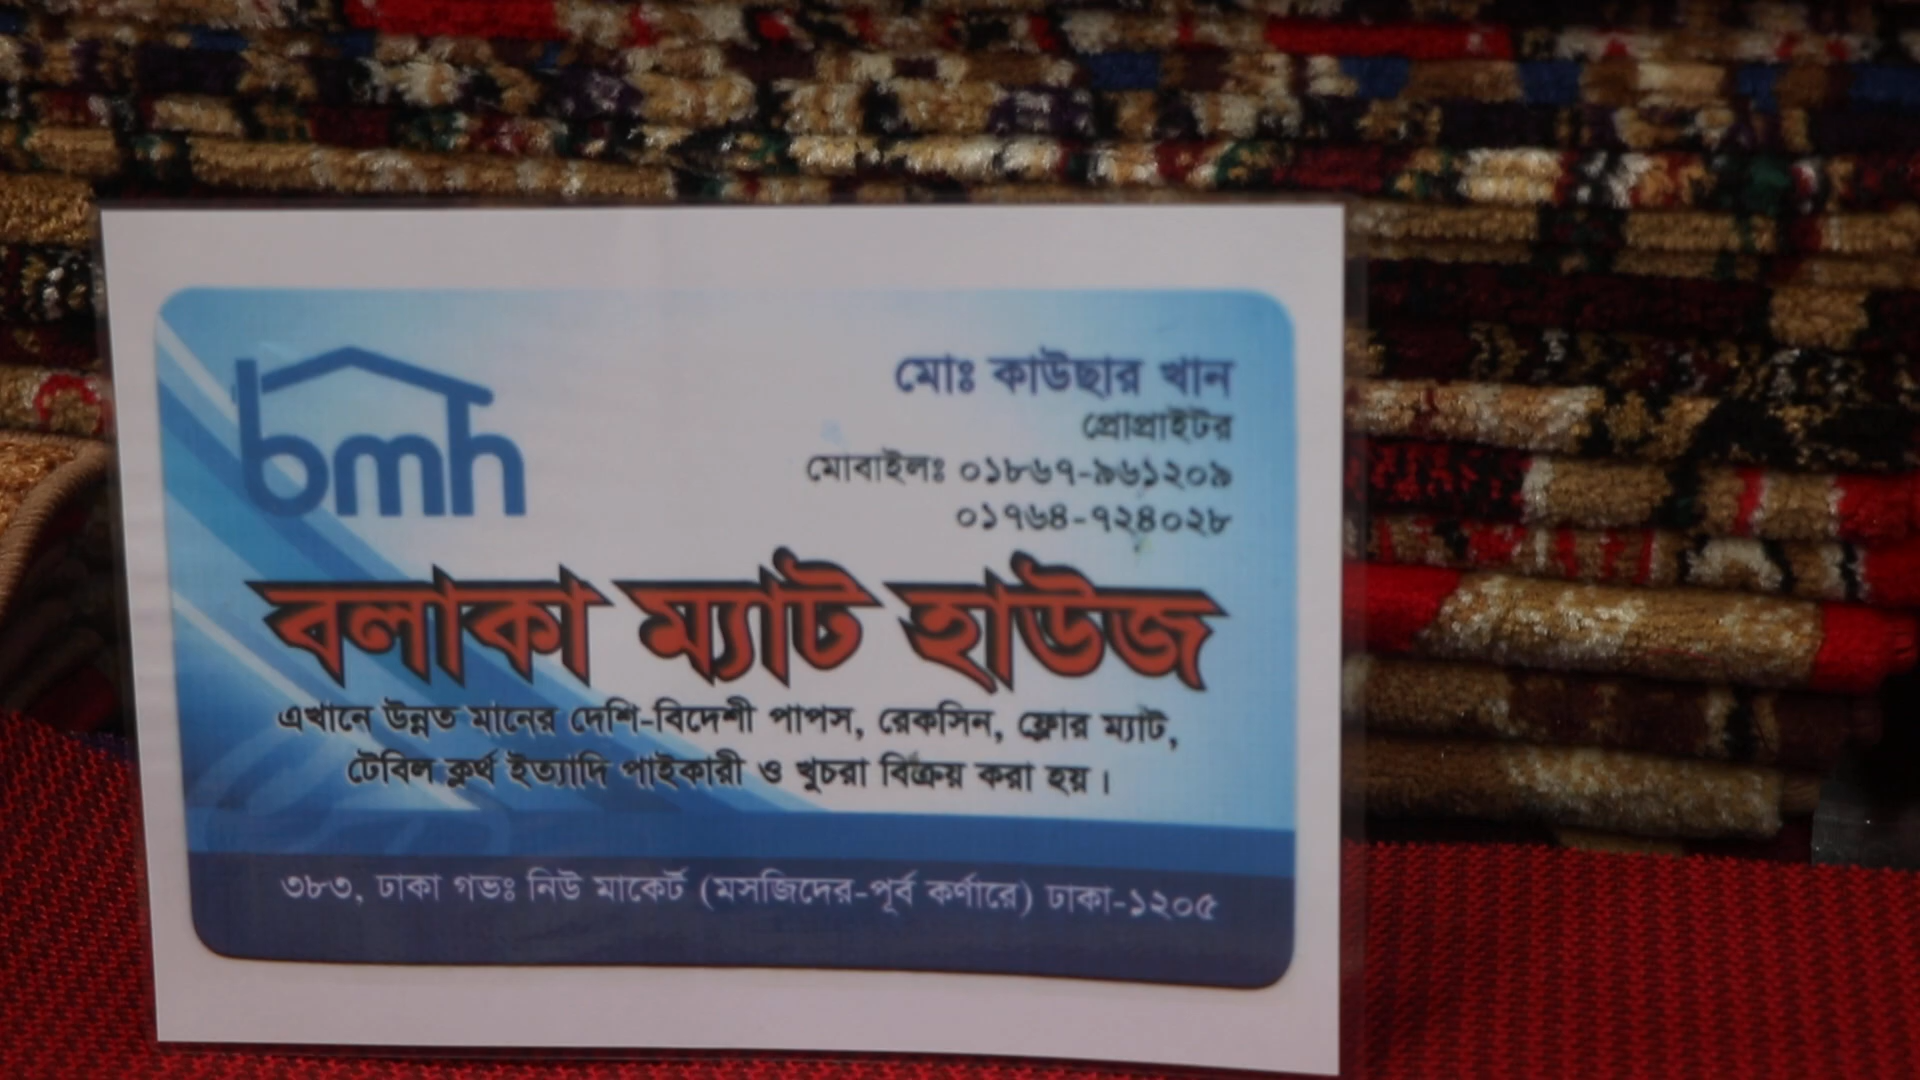 bmh
মোঃ কাউছার খান
প্রোপ্রাইটর
মোবাইলঃ ০১৮৬৭-৯৬১২০৯
০১৭৬৪-৭২৪০২৮
বলাকা ম্যাট হাউজ
এখানে উন্নত মানের দেশি-বিদেশী পাপস, রেকসিন, ফ্লোর ম্যাট,
টেবিল ক্লথ ইত্যাদি পাইকারী ও খুচরা বিক্রয় করা হয়।
৩৮৩, ঢাকা গভঃ নিউ মার্কেট (মসজিদের-পূর্ব কর্ণারে) ঢাকা-১২০৫